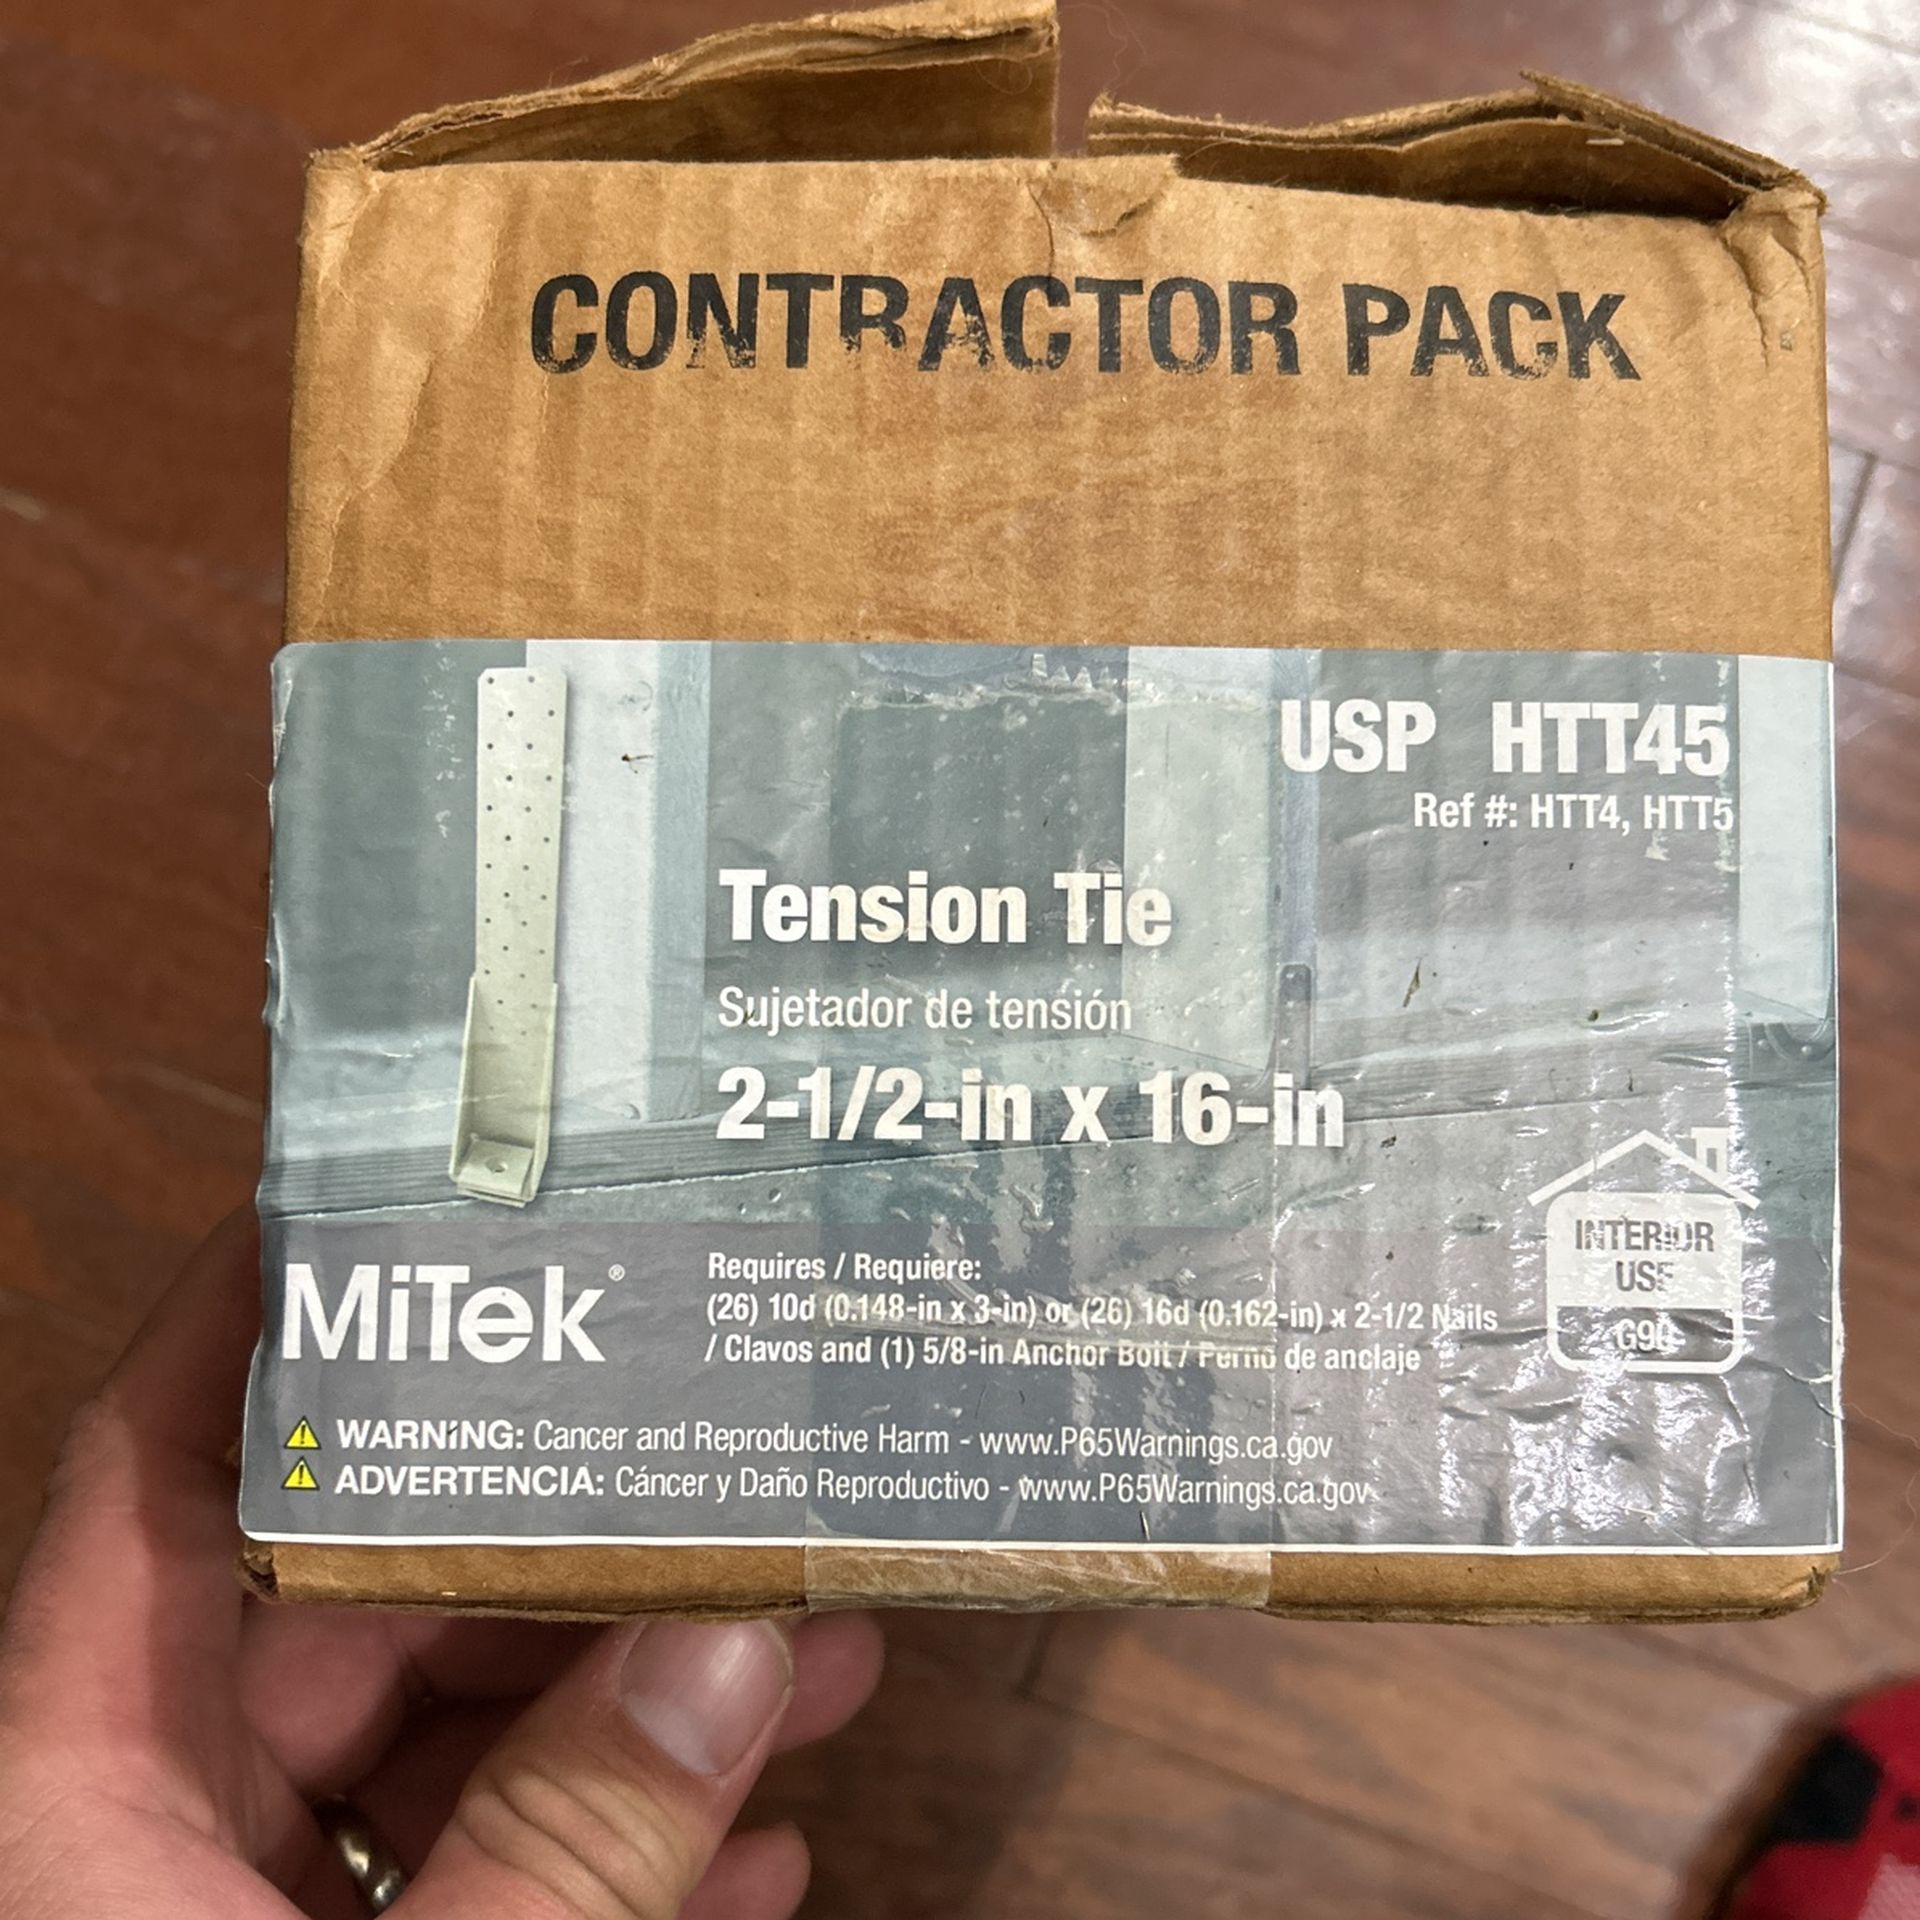 CONTRACTOR PACK
USP HTT45
Ref #: HTT4, HTT5
Tension Tie
Sujetador de tensión
2-1/2-in x 16-in
INTERIOR
USE
G90
MiTek®
Requires / Requiere:
(26) 10d (0.148-in x 3-in) or (26) 16d (0.162-in) x 2-1/2 Nails
/ Clavos and (1) 5/8-in Anchor Bolt / Perno de anclaje
WARNING: Cancer and Reproductive Harm - www.P65Warnings.ca.gov
ADVERTENCIA: Cáncer y Daño Reproductivo - www.P65Warnings.ca.gov